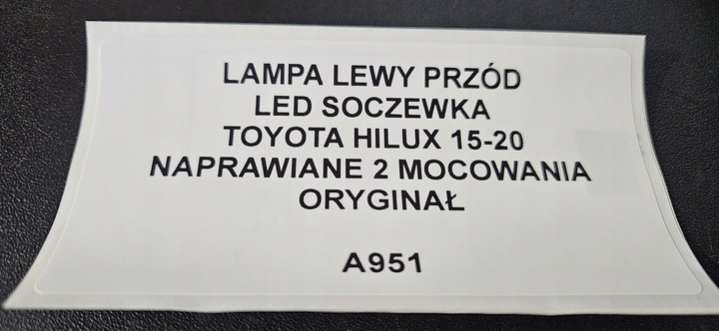 LAMPA LEWY PRZÓD
LED SOCZEWKA
TOYOTA HILUX 15-20
NAPRAWIANE 2 MOCOWANIA
ORYGINAŁ
A951